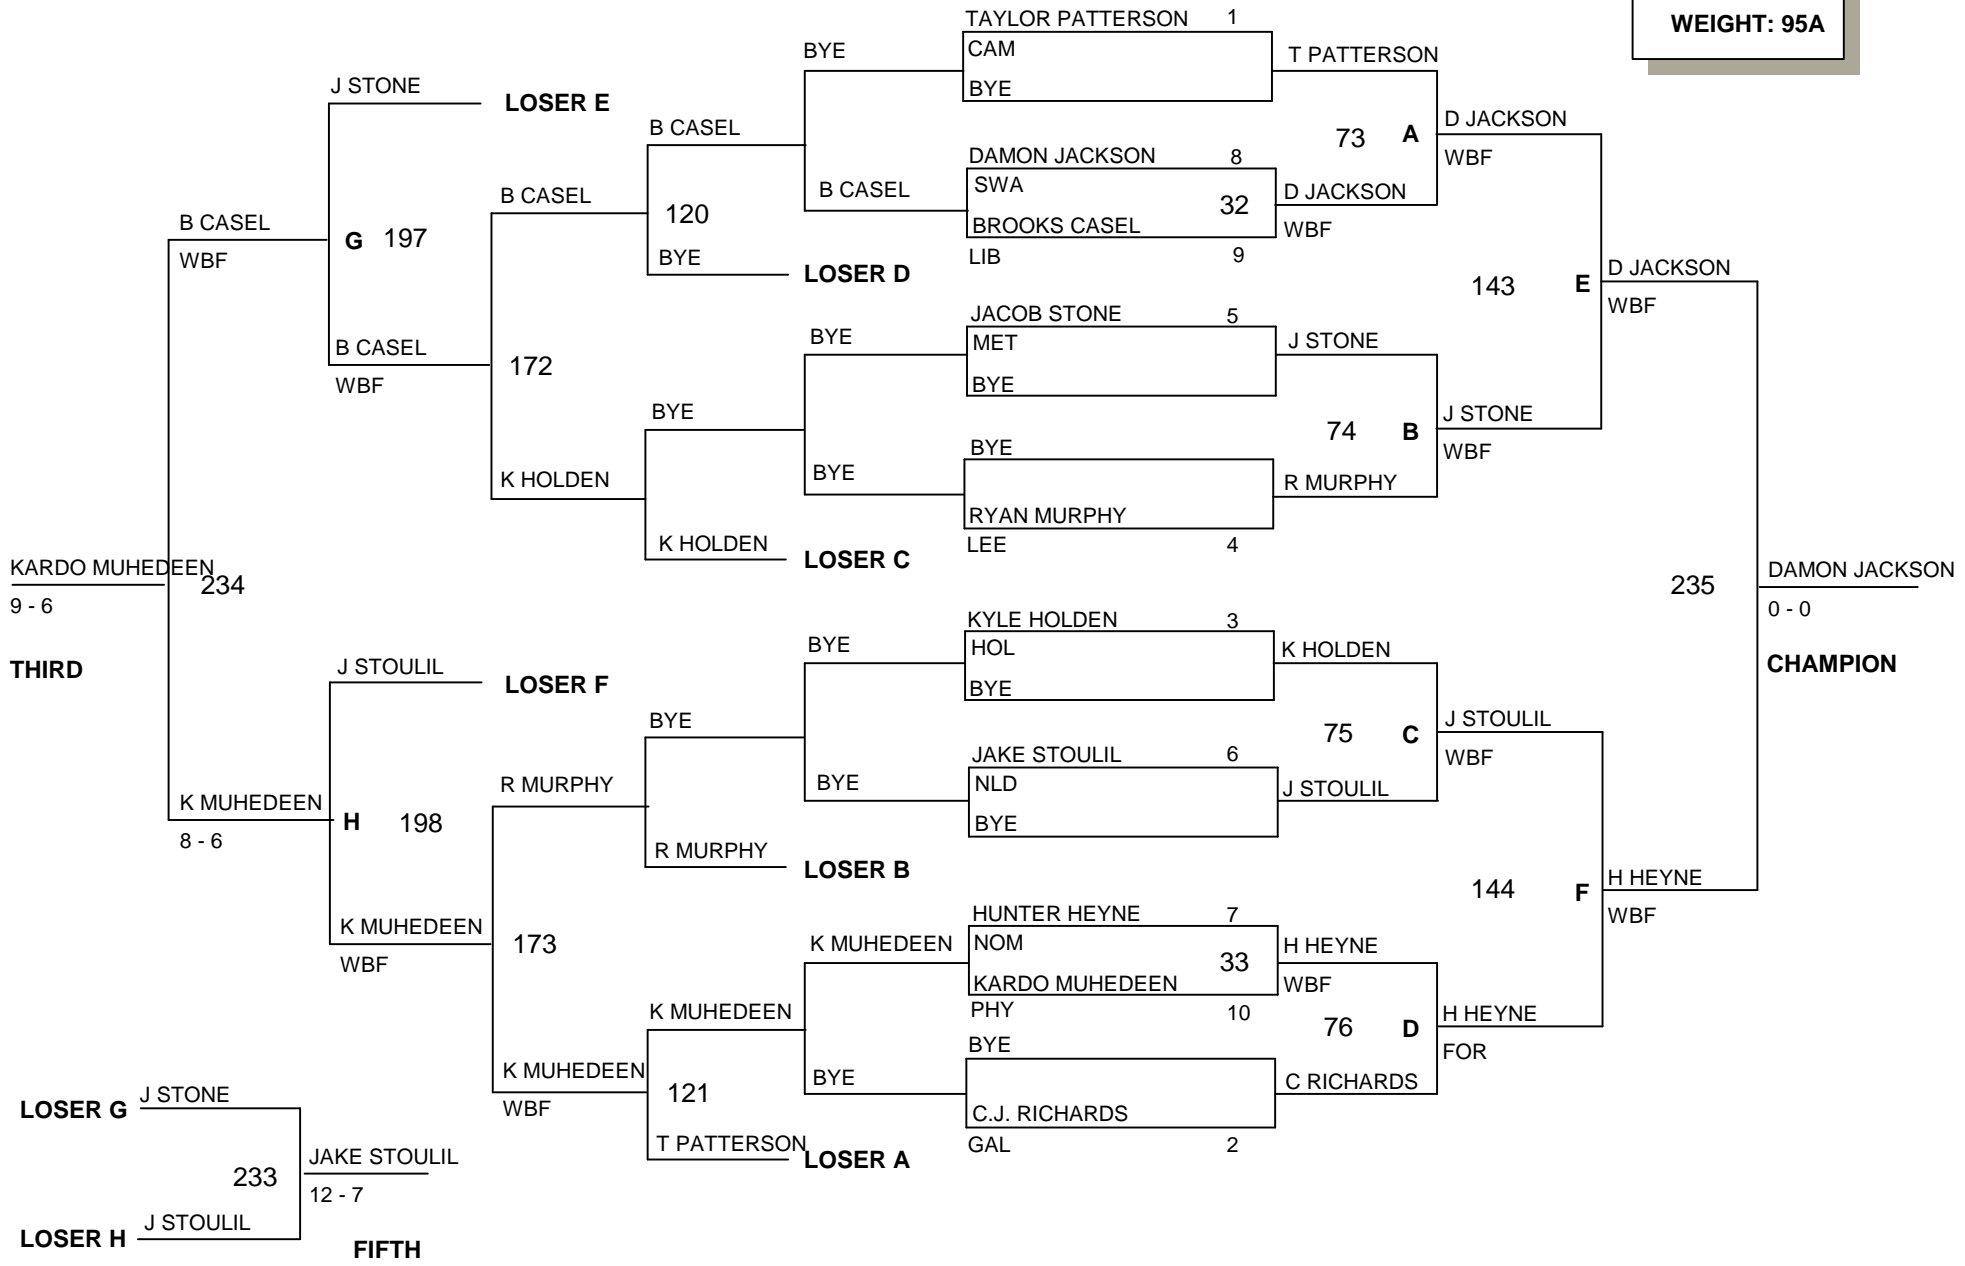 WEIGHT: 95A
TAYLOR PATTERSON 1
CAM
BYE
T PATTERSON
BYE
DAMON JACKSON 8
SWA
32
BROOKS CASEL
LIB 9
B CASEL
D JACKSON
WBF
73 A
D JACKSON
WBF
JACOB STONE 5
MET
BYE
BYE
J STONE
BYE
RYAN MURPHY
LEE 4
BYE
R MURPHY
74 B
J STONE
WBF
143 E
D JACKSON
WBF
KYLE HOLDEN 3
HOL
BYE
BYE
K HOLDEN
JAKE STOULIL 6
NLD
BYE
BYE
J STOULIL
75 C
J STOULIL
WBF
HUNTER HEYNE 7
NOM
33
KARDO MUHEDEEN
PHY 10
K MUHEDEEN
H HEYNE
WBF
BYE
C.J. RICHARDS
GAL 2
BYE
C RICHARDS
76 D
H HEYNE
FOR
144 F
H HEYNE
WBF
235
DAMON JACKSON
0 - 0
CHAMPION
B CASEL
120
BYE
LOSER D
B CASEL
BYE
K HOLDEN
LOSER C
K HOLDEN
172
B CASEL
WBF
J STONE
LOSER E
G 197
B CASEL
WBF
BYE
R MURPHY
LOSER B
R MURPHY
K MUHEDEEN
121
T PATTERSON
LOSER A
K MUHEDEEN
WBF
173
K MUHEDEEN
WBF
J STOULIL
LOSER F
H 198
K MUHEDEEN
8 - 6
234
KARDO MUHEDEEN
9 - 6
THIRD
LOSER G
J STONE
233
LOSER H
J STOULIL
JAKE STOULIL
12 - 7
FIFTH